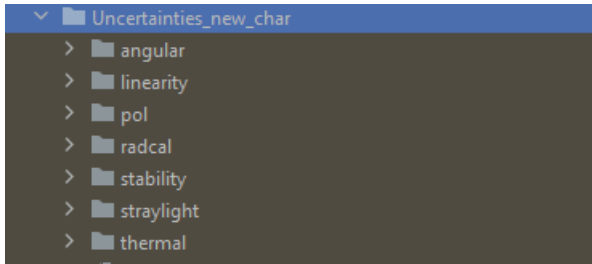 Uncertainties_new_char
angular
linearity
pol
radcal
stability
straylight
thermal